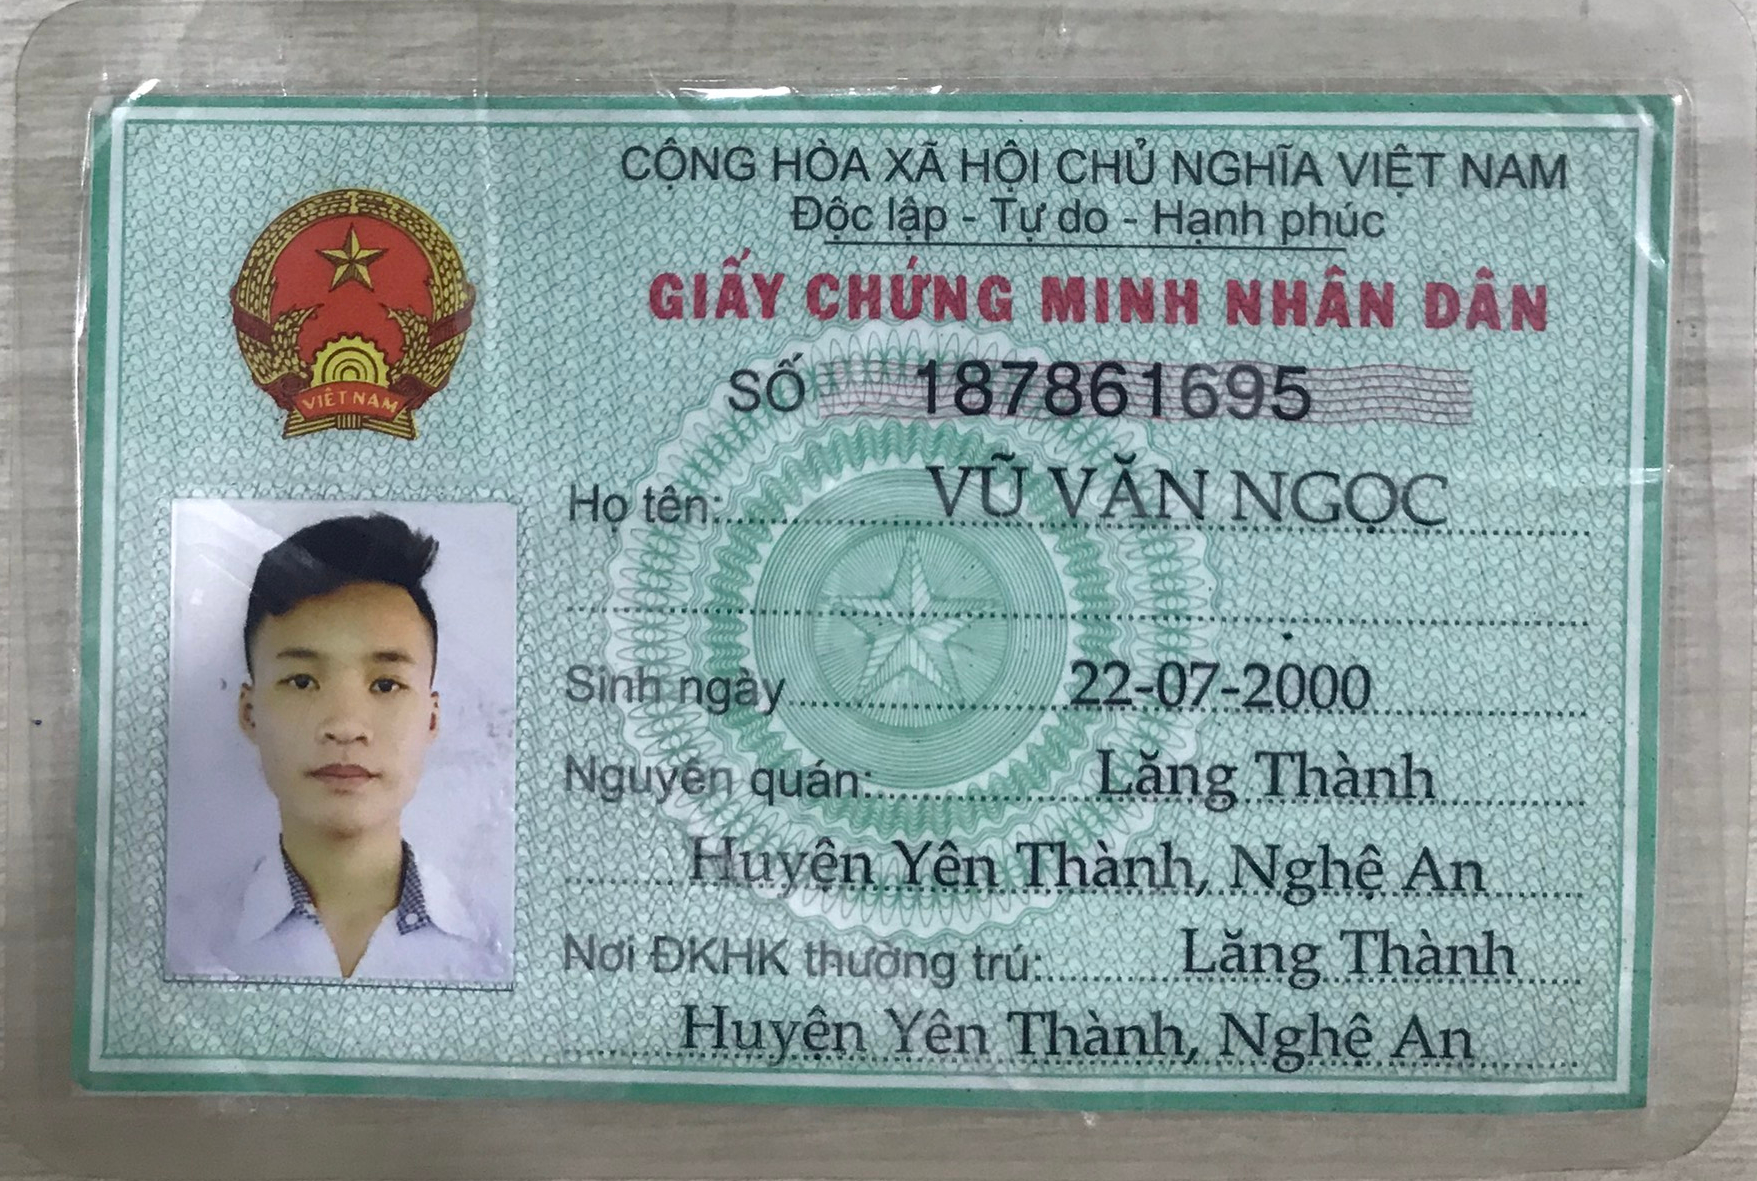 CỘNG HÒA XÃ HỘI CHỦ NGHĨA VIỆT NAM
Độc lập - Tự do - Hạnh phúc
GIẤY CHỨNG MINH NHÂN DÂN
SỐ 187861695
VIỆT NAM
Họ tên: VŨ VĂN NGỌC
Sinh ngày 22-07-2000
Nguyên quán: Lăng Thành
Huyện Yên Thành, Nghệ An
Nơi ĐKHK thường trú: Lăng Thành
Huyện Yên Thành, Nghệ An